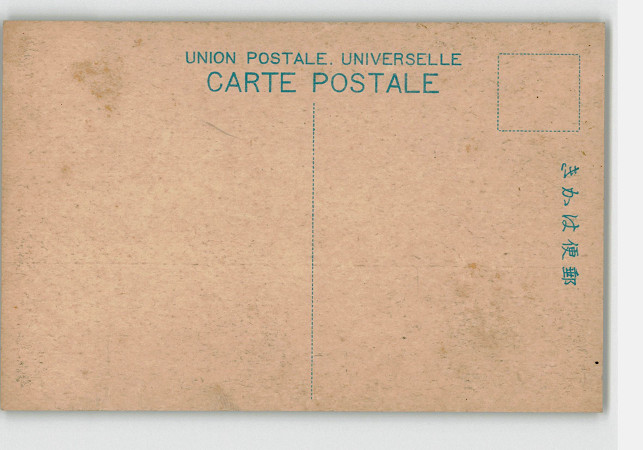 UNION POSTALE. UNIVERSELLE
CARTE POSTALE
きかは便郵